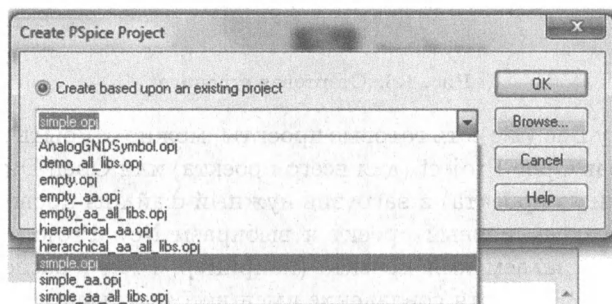 Create PSpice Project
Create based upon an existing project
OK
simple.opj
Browse...
AnalogGNDSymbol.opj
demo_all_libs.opj
Cancel
empty.opj
empty_aa.opj
Help
empty_aa_all_libs.opj
hierarchical_aa.opj
hierarchical_aa_all_libs.opj
simple.opj
simple_aa.opj
simple_aa_all_libs.opj